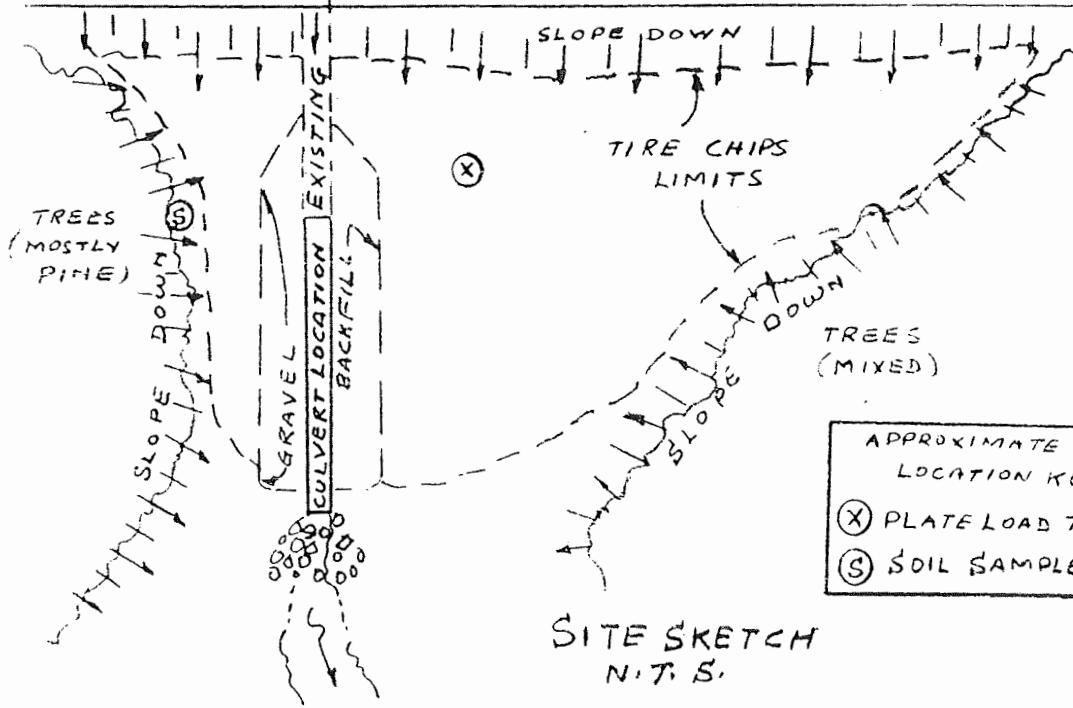 SLOPE DOWN
EXISTING
TIRE CHIPS
LIMITS
TREES
(MOSTLY
PINE)
SLOPE DOWN
GRAVEL
CULVERT LOCATION
BACKFILL
SLOPE DOWN
TREES
(MIXED)
APPROXIMATE
LOCATION
PLATE LOAD
SOIL SAMPLE
X
S
X
S
SITE SKETCH
N.T.S.